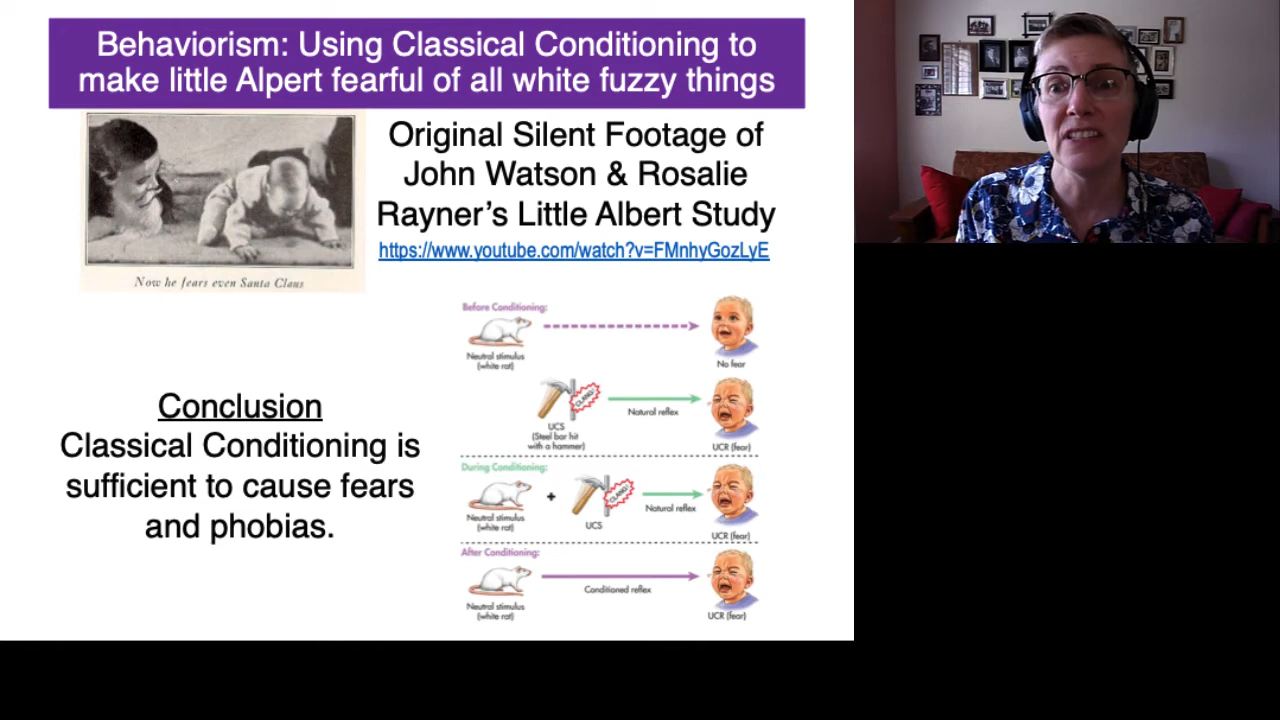 Behaviorism: Using Classical Conditioning to
make little Alpert fearful of all white fuzzy things
Original Silent Footage of
John Watson & Rosalie
Rayner's Little Albert Study
https://www.youtube.com/watch?v=FMnhyGozLyE
Now he fears even Santa Claus
Conclusion
Classical Conditioning is
sufficient to cause fears
and phobias.
Before Conditioning:
Neutral stimulus
(white rat)
No fear
CLANG!
Natural reflex
UCS
(Steel bar hit
with a hammer)
UCR (fear)
During Conditioning:
+
CLANG!
Natural reflex
Neutral stimulus
(white rat)
UCS
UCR (fear)
After Conditioning:
Conditioned reflex
Neutral stimulus
(white rat)
UCR (fear)